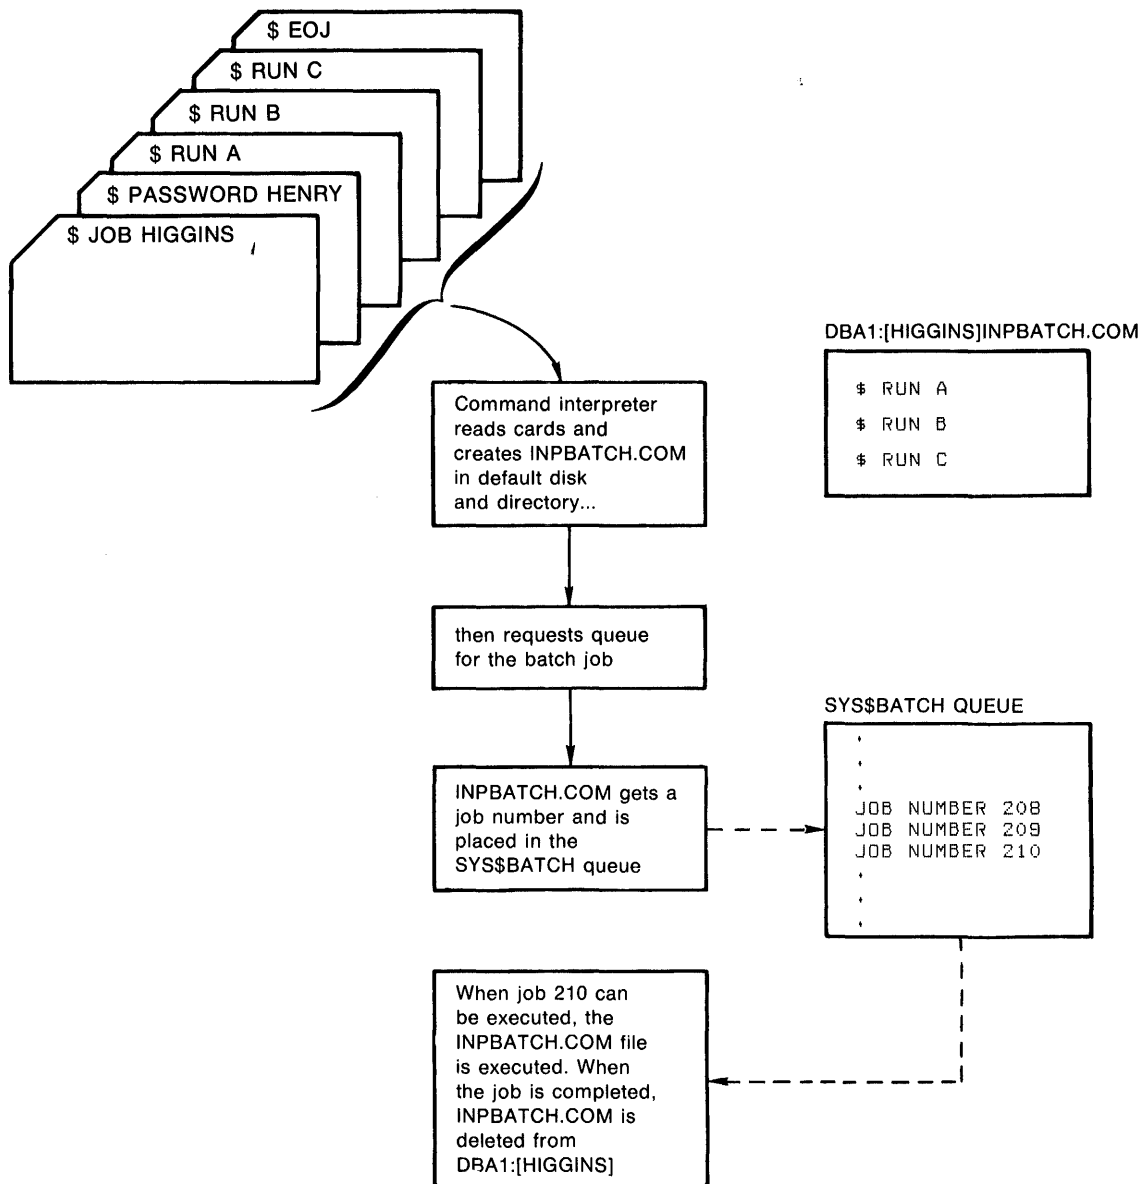 $ EOJ
$ RUN C
$ RUN B
$ RUN A
$ PASSWORD HENRY
$ JOB HIGGINS
DBA1:[HIGGINS]INPBATCH.COM
$ RUN A
$ RUN B
$ RUN C
Command interpreter
reads cards and
creates INPBATCH.COM
in default disk
and directory...
then requests queue
for the batch job
SYS$BATCH QUEUE
JOB NUMBER 208
JOB NUMBER 209
JOB NUMBER 210
INPBATCH.COM gets a
job number and is
placed in the
SYS$BATCH queue
When job 210 can
be executed, the
INPBATCH.COM file
is executed. When
the job is completed,
INPBATCH.COM is
deleted from
DBA1:[HIGGINS]